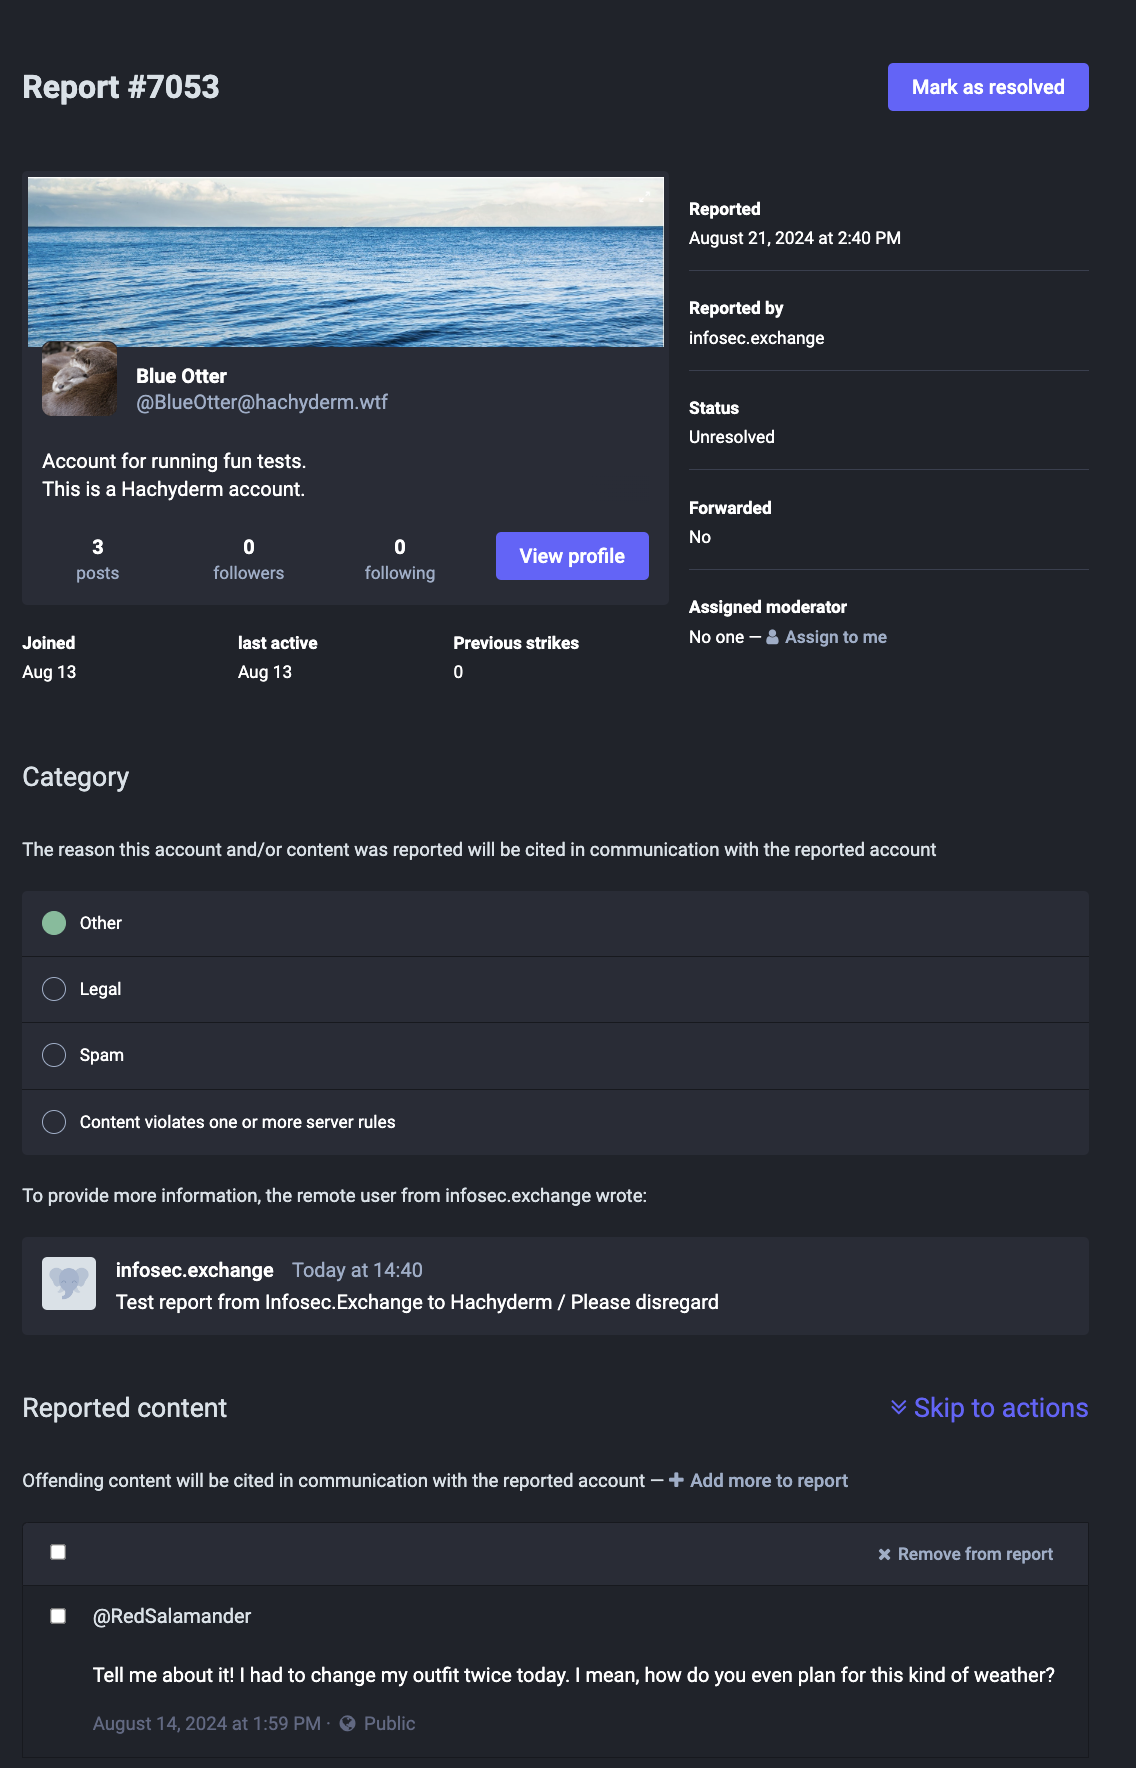 Report #7053
Mark as resolved
Blue Otter
@BlueOtter@hachyderm.wtf
Account for running fun tests.
This is a Hachyderm account.
3
posts
0
followers
0
following
View profile
Joined
Aug 13
last active
Aug 13
Previous strikes
0
Reported
August 21, 2024 at 2:40 PM
Reported by
infosec.exchange
Status
Unresolved
Forwarded
No
Assigned moderator
No one — Assign to me
Category
The reason this account and/or content was reported will be cited in communication with the reported account
Other
Legal
Spam
Content violates one or more server rules
To provide more information, the remote user from infosec.exchange wrote:
infosec.exchange Today at 14:40
Test report from Infosec.Exchange to Hachyderm / Please disregard
Reported content
Skip to actions
Offending content will be cited in communication with the reported account — Add more to report
Remove from report
@RedSalamander
Tell me about it! I had to change my outfit twice today. I mean, how do you even plan for this kind of weather?
August 14, 2024 at 1:59 PM · Public